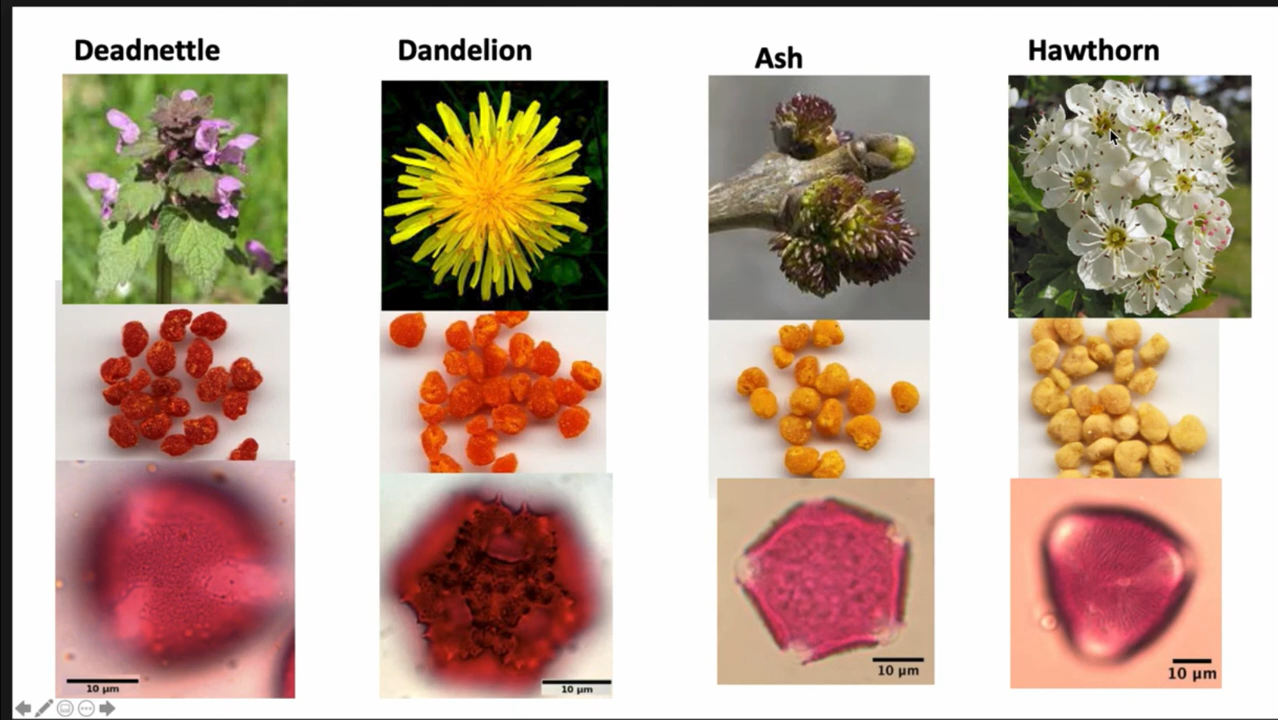 Deadnettle
Dandelion
Ash
Hawthorn
10 μm
10 μm
10 μm
10 μm